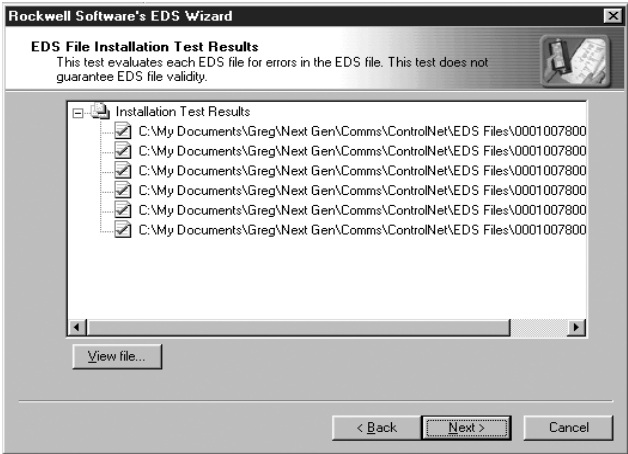 Rockwell Software's EDS Wizard
EDS File Installation Test Results
This test evaluates each EDS file for errors in the EDS file. This test does not
guarantee EDS file validity.
Installation Test Results
C:\My Documents\Greg\Next Gen\Comms\ControlNet\EDS Files\0001007800
C:\My Documents\Greg\Next Gen\Comms\ControlNet\EDS Files\0001007800
C:\My Documents\Greg\Next Gen\Comms\ControlNet\EDS Files\0001007800
C:\My Documents\Greg\Next Gen\Comms\ControlNet\EDS Files\0001007800
C:\My Documents\Greg\Next Gen\Comms\ControlNet\EDS Files\0001007800
C:\My Documents\Greg\Next Gen\Comms\ControlNet\EDS Files\0001007800
View file...
< Back
Next >
Cancel